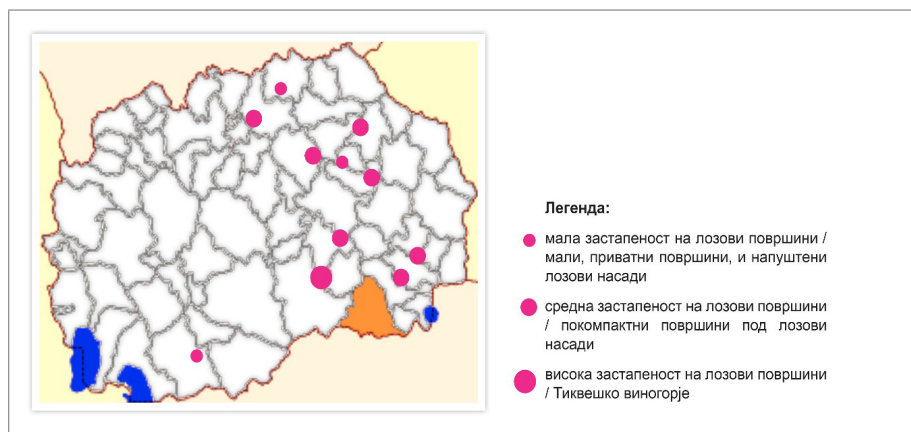 Легенда:
мала застапеност на лозови површини /
мали, приватни површини, и напуштени
лозови насади
средна застапеност на лозови површини
/ покомпактни површини под лозови
насади
висока застапеност на лозови површини
/ Тиквешко виногорје